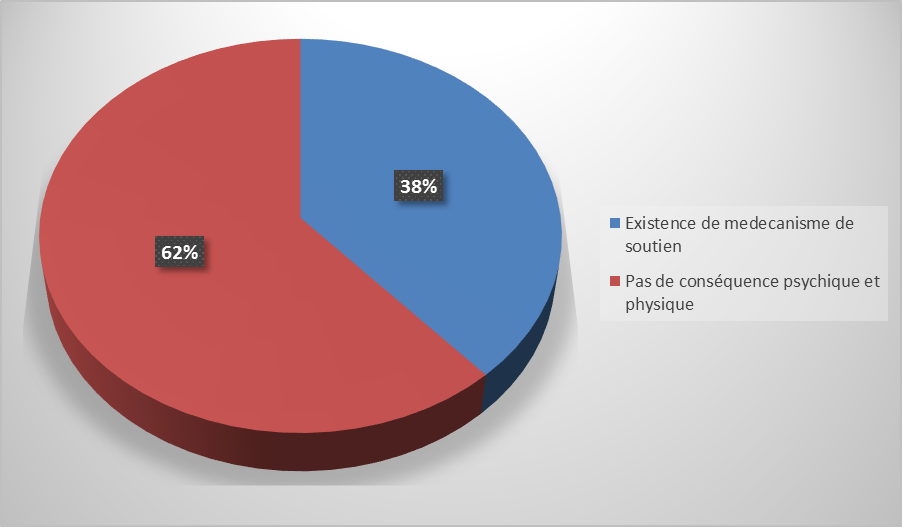 38%
62%
Existence de medecanisme de
soutien
Pas de conséquence psychique et
physique